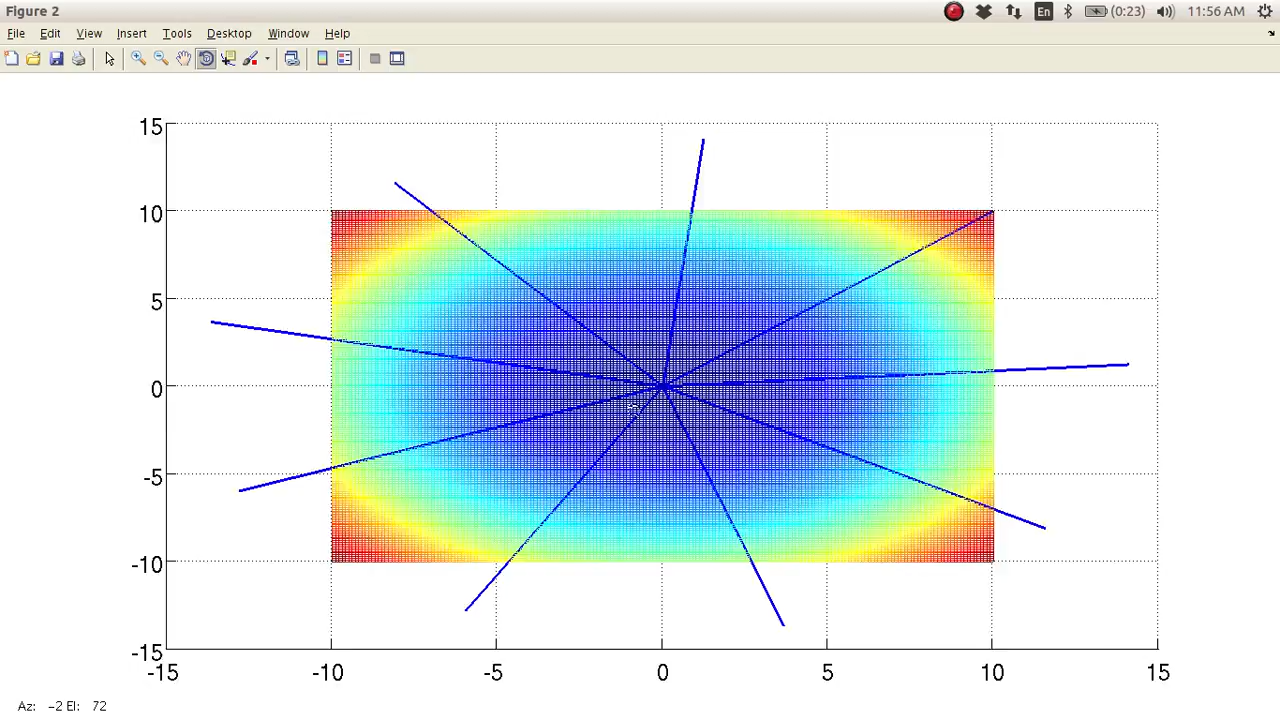 Figure 2
En
(0:23)
11:56 AM
File Edit View Insert Tools Desktop Window Help
15
10
5
0
-5
-10
-15
-15 -10 -5 0 5 10 15
Az: −2 El: 72